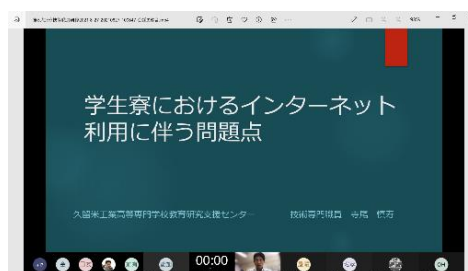 93%
学生寮におけるインターネット
利用に伴う問題点
久留米工業高等専門学校教育研究支援センター 技術専門職員
00:00
OH